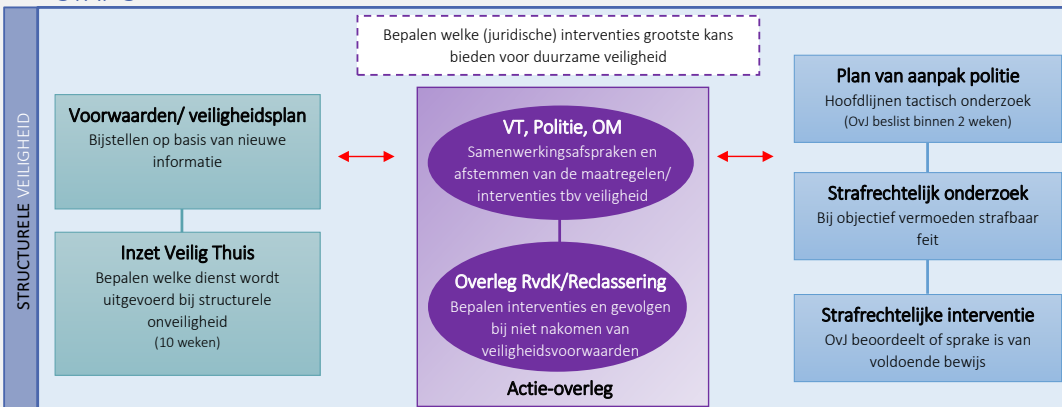 Bepalen welke (juridische) interventies grootste kans
bieden voor duurzame veiligheid
STRUCTURELE VEILIGHEID
Voorwaarden/ veiligheidsplan
Bijstellen op basis van nieuwe
informatie
Inzet Veilig Thuis
Bepalen welke dienst wordt
uitgevoerd bij structurele
onveiligheid
(10 weken)
VT, Politie, OM
Samenwerkingsafspraken en
afstemmen van de maatregelen/
interventies tbv veiligheid
Overleg RvdK/Reclassering
Bepalen interventies en gevolgen
bij niet nakomen van
veiligheidsvoorwaarden
Actie-overleg
Plan van aanpak politie
Hoofdlijnen tactisch onderzoek
(OvJ beslist binnen 2 weken)
Strafrechtelijk onderzoek
Bij objectief vermoeden strafbaar
feit
Strafrechtelijke interventie
OvJ beoordeelt of sprake is van
voldoende bewijs